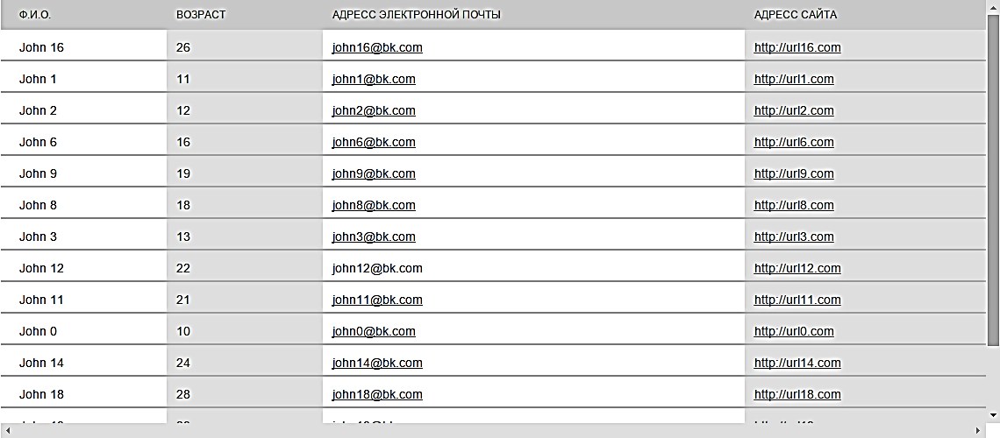 Ф.И.О. ВОЗРАСТ АДРЕСС ЭЛЕКТРОННОЙ ПОЧТЫ АДРЕСС САЙТА
John 16 26 john16@bk.com http://url16.com
John 1 11 john1@bk.com http://url1.com
John 2 12 john2@bk.com http://url2.com
John 6 16 john6@bk.com http://url6.com
John 9 19 john9@bk.com http://url9.com
John 8 18 john8@bk.com http://url8.com
John 3 13 john3@bk.com http://url3.com
John 12 22 john12@bk.com http://url12.com
John 11 21 john11@bk.com http://url11.com
John 0 10 john0@bk.com http://url0.com
John 14 24 john14@bk.com http://url14.com
John 18 28 john18@bk.com http://url18.com